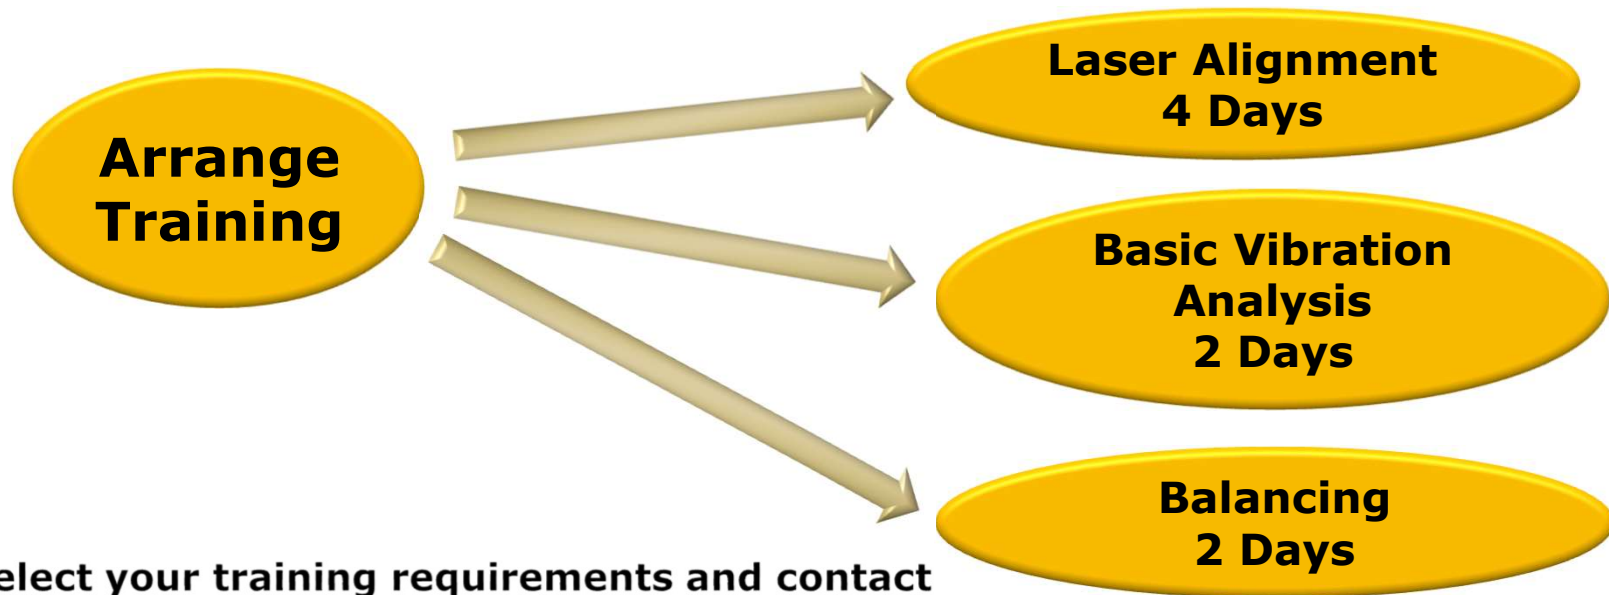 Arrange
Training
Laser Alignment
4 Days
Basic Vibration
Analysis
2 Days
Balancing
2 Days
elect your training requirements and contact